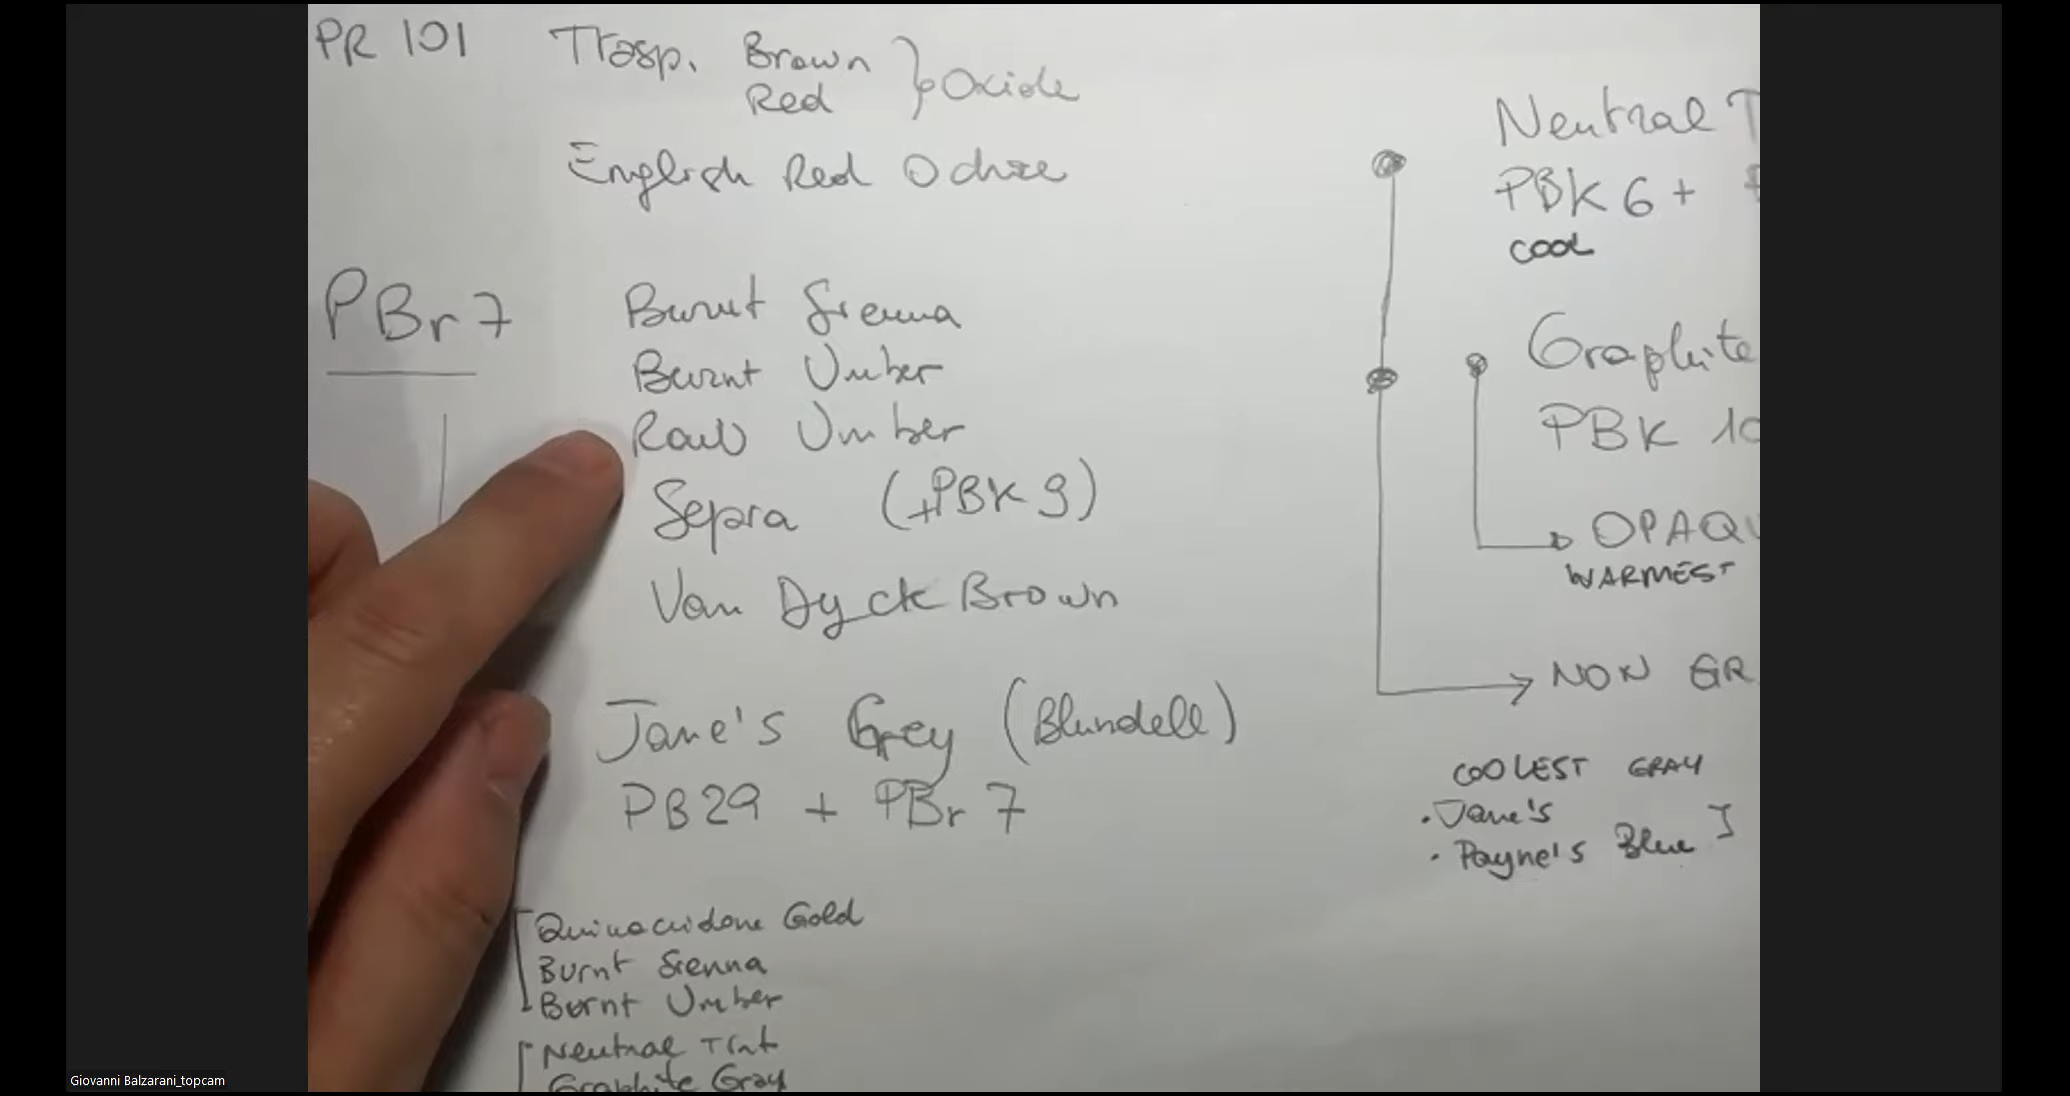 PR 101 Trasp. Brown
Red } Oxide
English Red Ochre
PBr7 Burnt Sienna
Burnt Umber
Raw Umber
Sepia (+PBK 9)
Van Dyck Brown
Jane's Grey (Blundell)
PB29 + PBr 7
Quinacridone Gold
Burnt Sienna
Burnt Umber
Neutral Tint
Graphite Gray
Neutral T
PBK 6 +
COOL
Graphite
PBK 10
OPAQU
WARMEST
NON GR
COOLEST GRAY
• Jane's
• Payne's Blue ]
Giovanni Balzarani_topcam